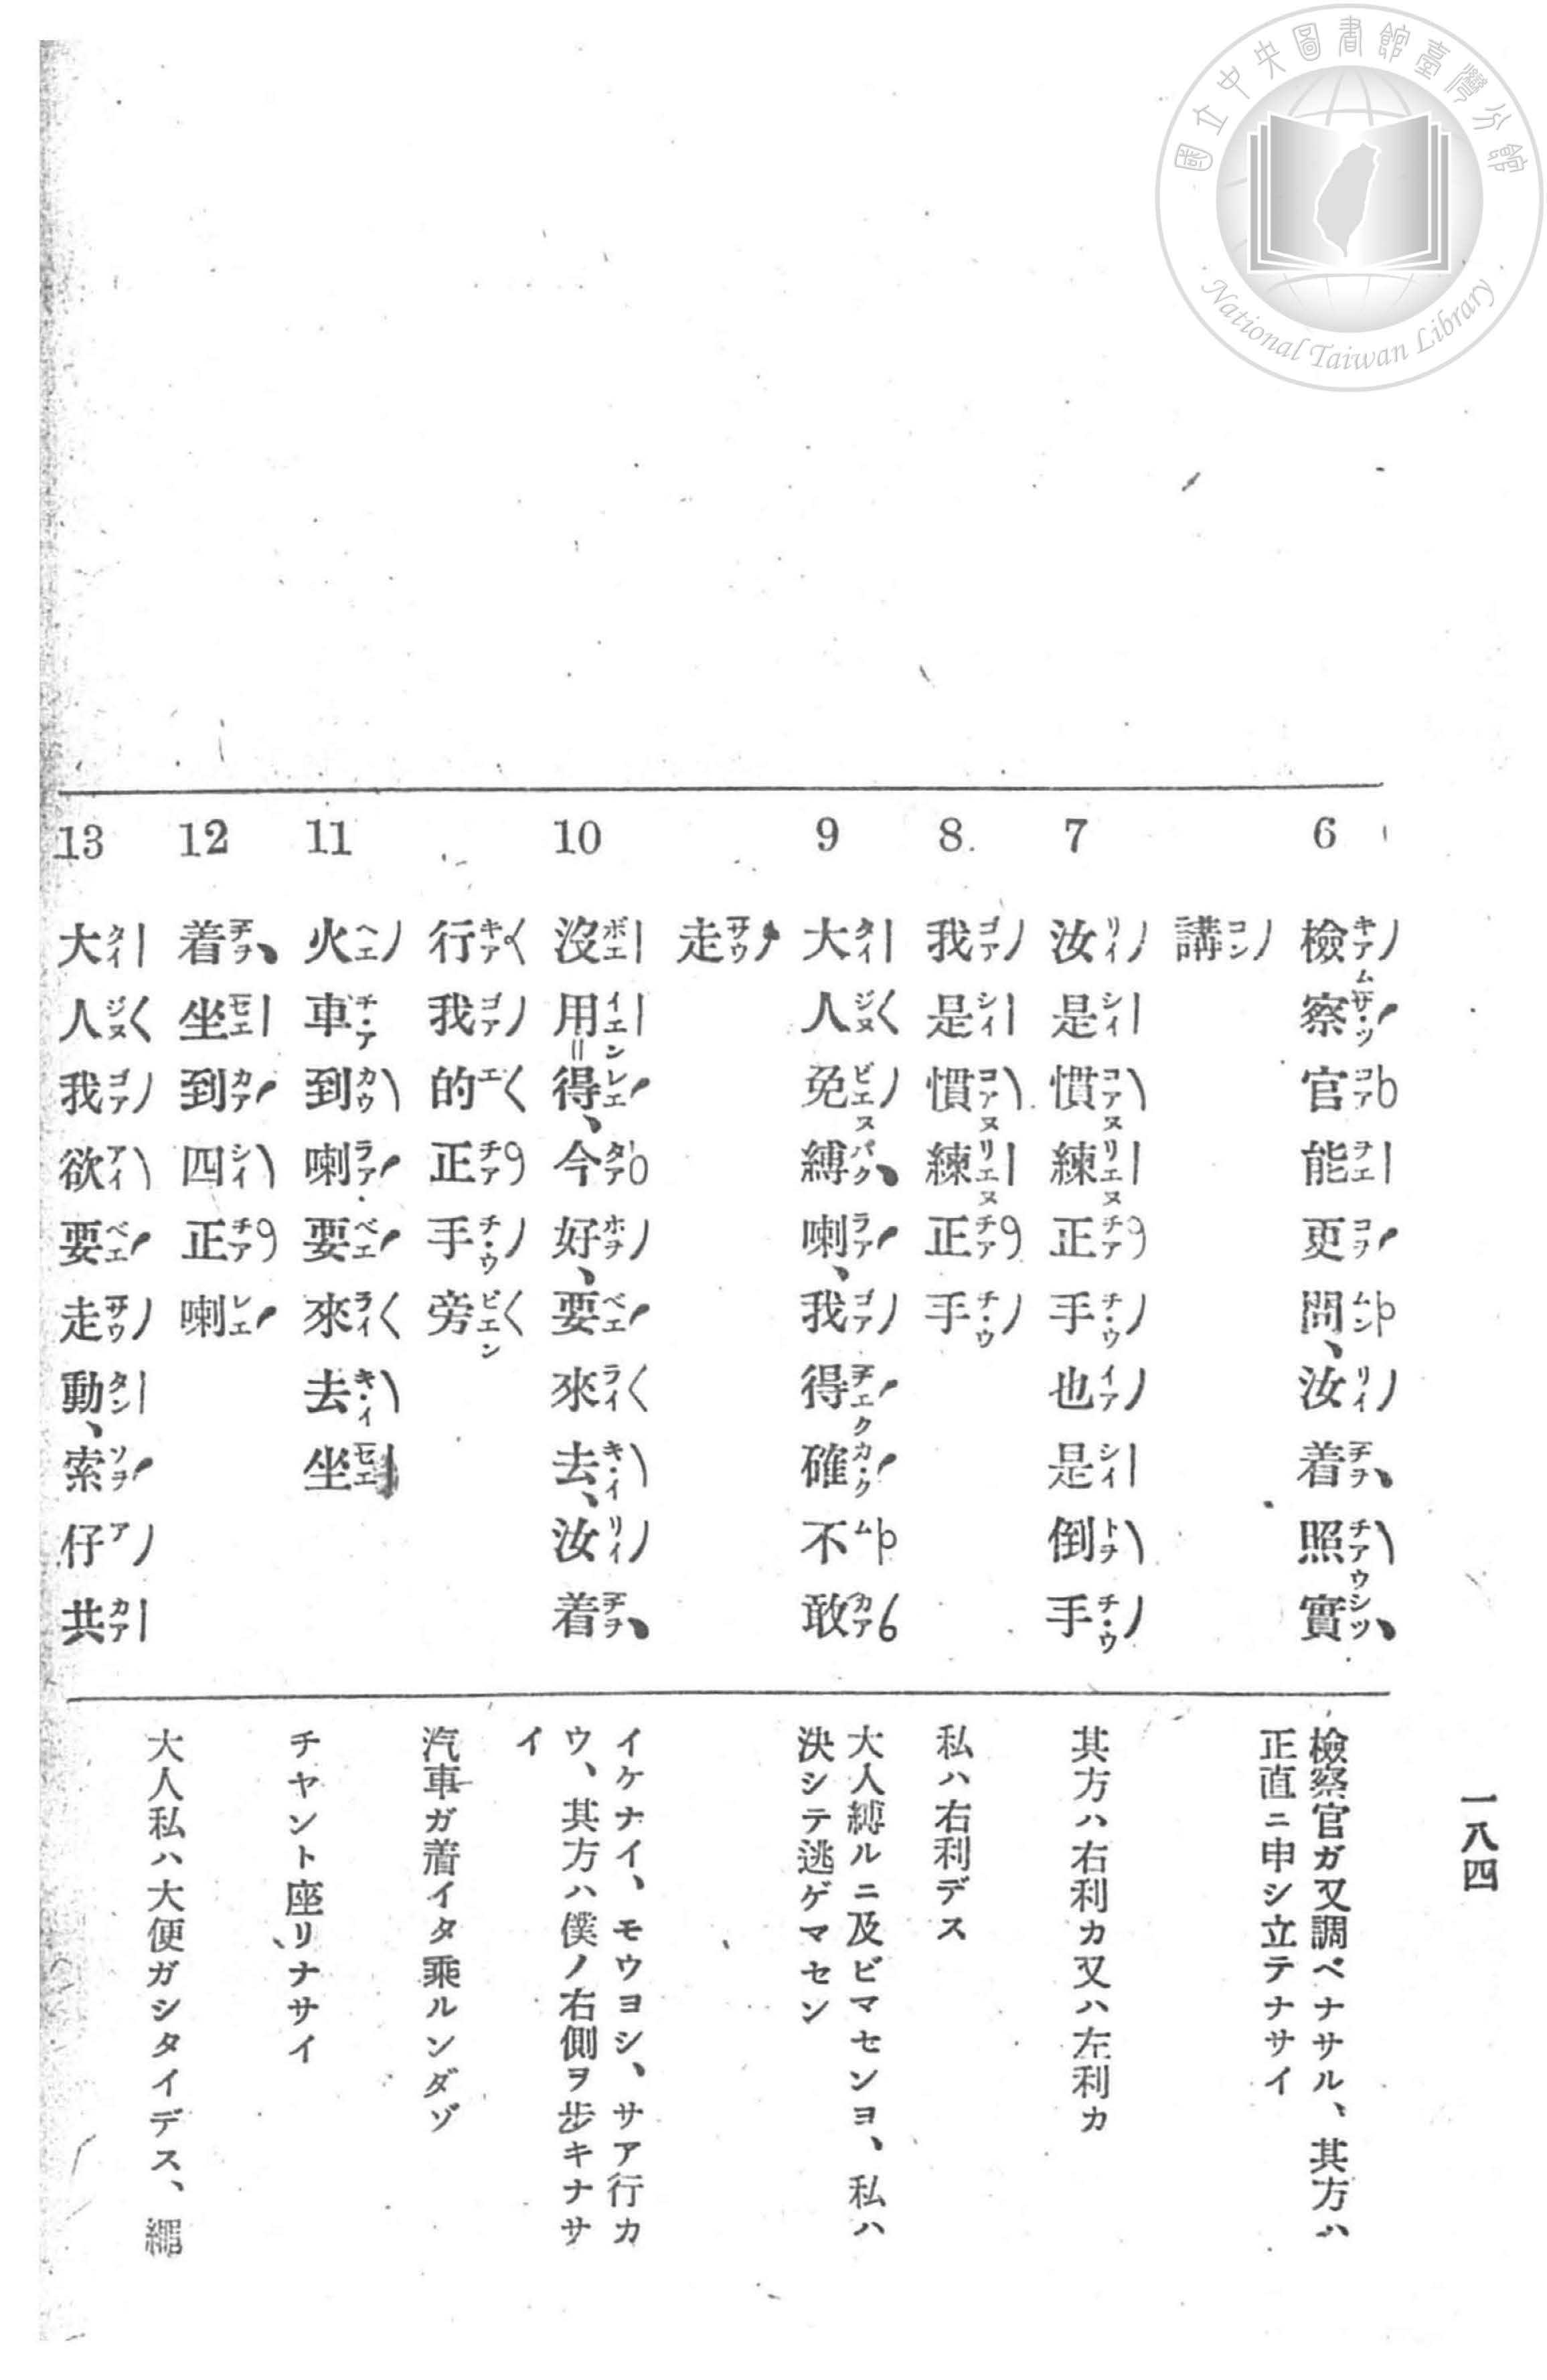 國立中央圖書館臺灣分館
National Taiwan Library
一八四
6 檢察官能更問、汝着照實
講
7 汝是慣練正手也是倒手
8 我是慣練正手
9 大人免縛喇、我得確不敢
走
10 沒用得、今好、要來去、汝着
行我的正手旁
11 火車到喇要來去坐
12 着坐到四正喇
13 大人我欲要走動、索仔共
檢察官ガ又調ベナサル、其方ハ
正直ニ申シ立テナサイ
其方ハ右利カ又ハ左利カ
私ハ右利デス
大人縛ルニ及ビマセンヨ、私ハ
決シテ逃ゲマセン
イケナイ、モウヨシ、サア行カ
ウ、其方ハ僕ノ右側ヲ步キナサ
イ
汽車ガ着イタ乘ルンダゾ
チヤント座リナサイ
大人私ハ大便ガシタイデス、繩